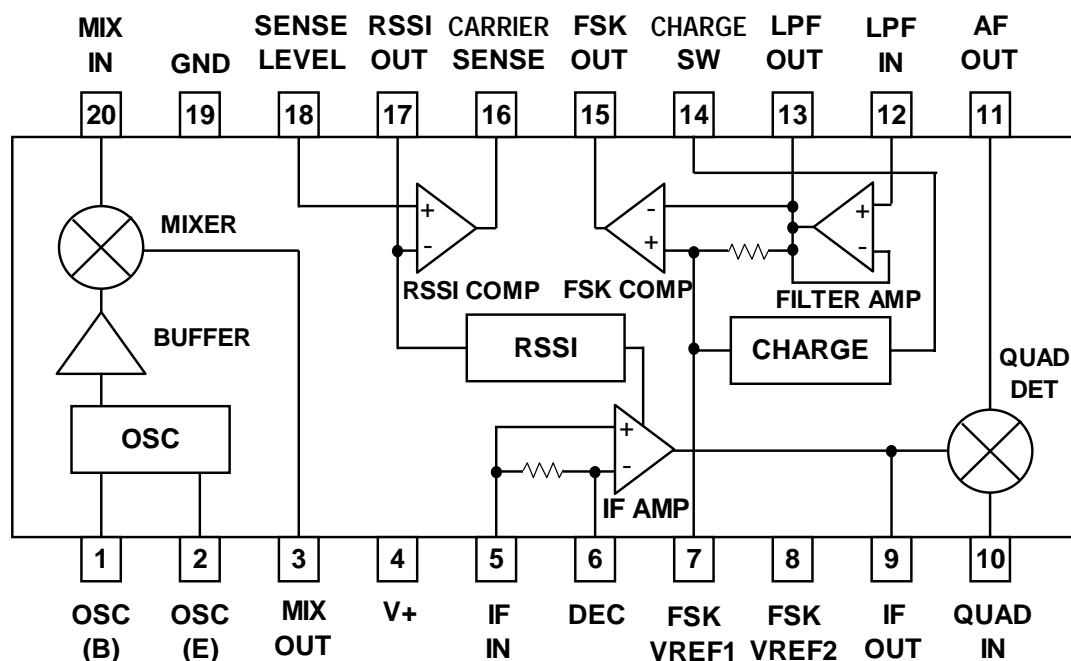 MIX IN
GND
SENSE LEVEL
RSSI OUT
CARRIER SENSE
FSK OUT
CHARGE SW
LPF OUT
LPF IN
AF OUT
20 19 18 17 16 15 14 13 12 11
MIXER
+
-
RSSI COMP
-
+
FSK COMP
+
-
FILTER AMP
BUFFER
RSSI
CHARGE
QUAD DET
OSC
+
-
IF AMP
1 2 3 4 5 6 7 8 9 10
OSC (B)
OSC (E)
MIX OUT
V+
IF IN
DEC
FSK VREF1
FSK VREF2
IF OUT
QUAD IN